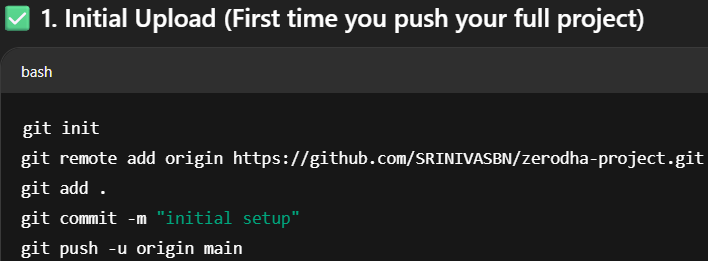 ✅ 1. Initial Upload (First time you push your full project)
bash
git init
git remote add origin https://github.com/SRINIVASBN/zerodha-project.git
git add .
git commit -m "initial setup"
git push -u origin main